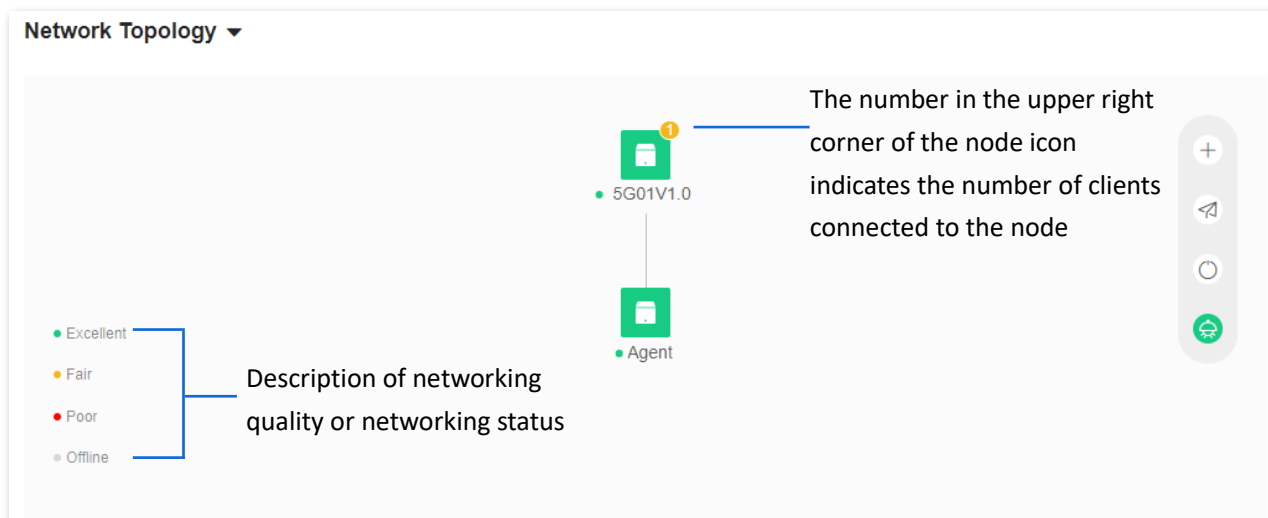 Network Topology
1
The number in the upper right
corner of the node icon
indicates the number of clients
connected to the node
5G01V1.0
Agent
Excellent
Fair
Poor
Offline
Description of networking
quality or networking status